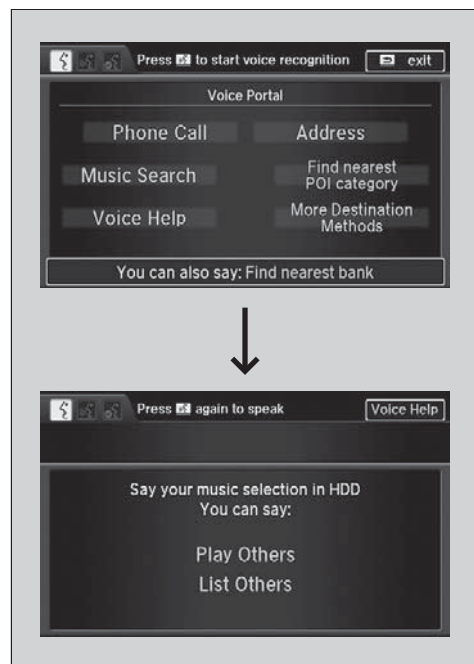 Press to start voice recognition exit
Voice Portal
Phone Call Address
Music Search Find nearest POI category
Voice Help More Destination Methods
You can also say: Find nearest bank
Press again to speak Voice Help
Say your music selection in HDD
You can say:
Play Others
List Others